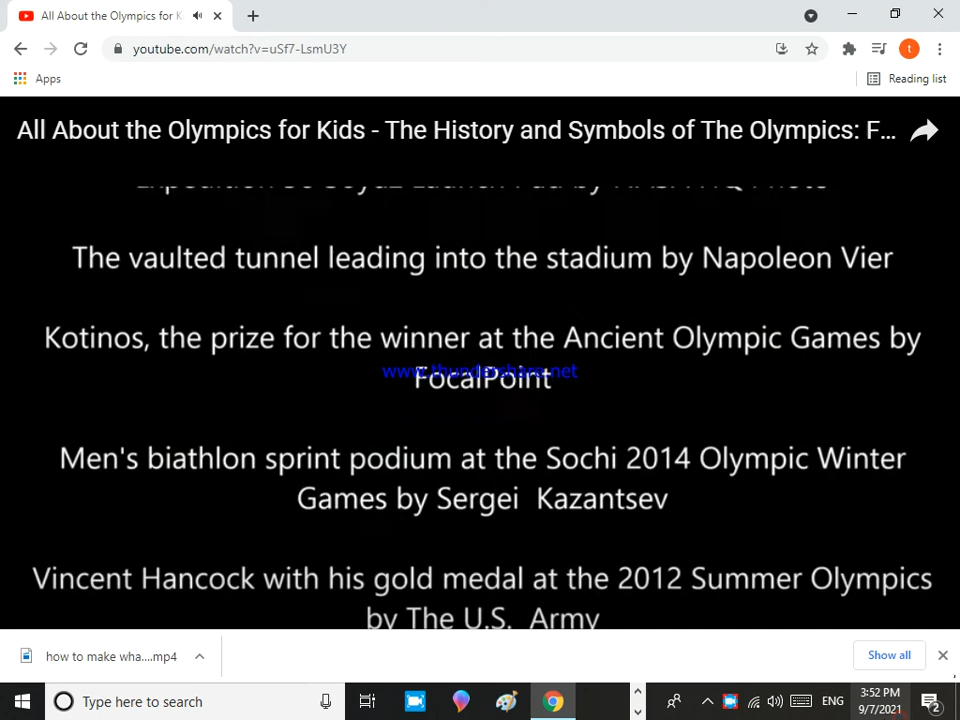 All About the Olympics for K
youtube.com/watch?v=uSf7-LsmU3Y
t
Apps
Reading list
All About the Olympics for Kids - The History and Symbols of The Olympics: F...
The vaulted tunnel leading into the stadium by Napoleon Vier
Kotinos, the prize for the winner at the Ancient Olympic Games by
www.thundershare.net
FocalPoint
Men's biathlon sprint podium at the Sochi 2014 Olympic Winter
Games by Sergei Kazantsev
Vincent Hancock with his gold medal at the 2012 Summer Olympics
by The U.S. Army
how to make wha....mp4
Show all
Type here to search
ENG
3:52 PM
9/7/2021
2